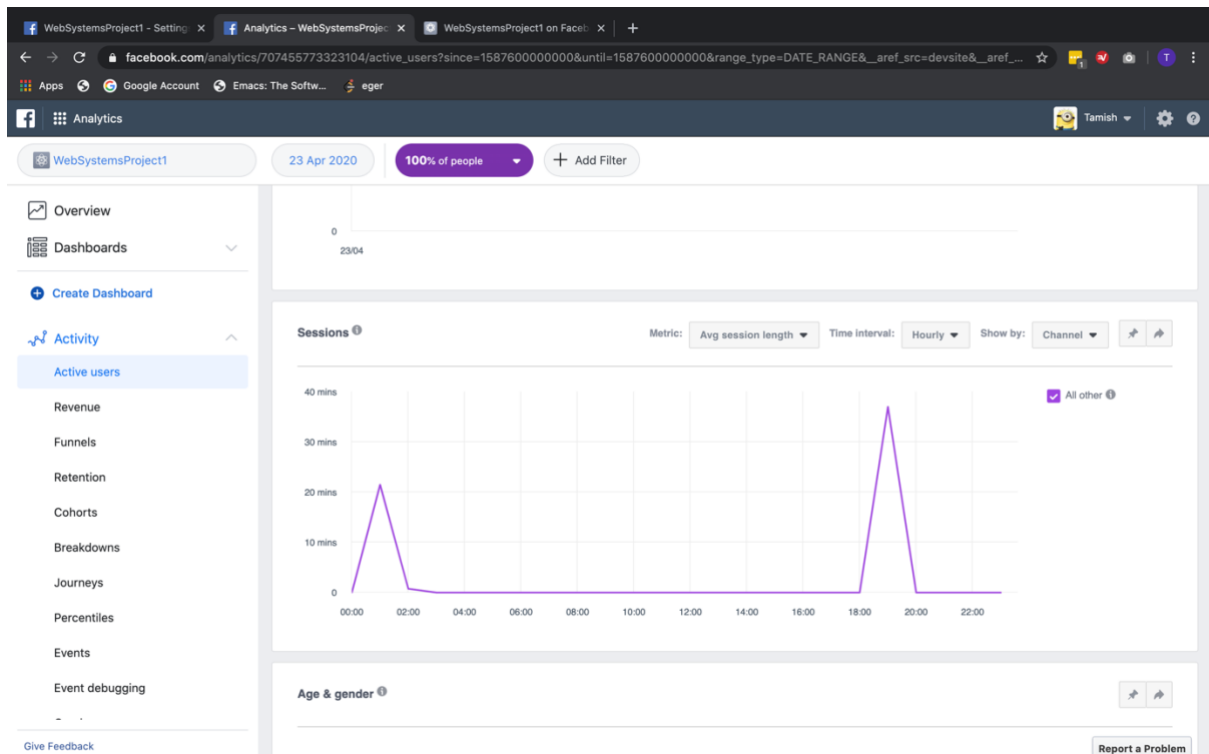 WebSystemsProject1 - Setting
Analytics – WebSystemsProjec
WebSystemsProject1 on Faceb
facebook.com/analytics/707455773323104/active_users?since=1587600000000&until=1587600000000&range_type=DATE_RANGE&__aref_src=devsite&__aref_...
1
T
Apps
Google Account
Emacs: The Softw...
eger
Analytics
Tamish
WebSystemsProject1
23 Apr 2020
100% of people
Add Filter
Overview
Dashboards
Create Dashboard
Activity
Active users
Revenue
Funnels
Retention
Cohorts
Breakdowns
Journeys
Percentiles
Events
Event debugging
Give Feedback
0
23/04
Sessions
Metric: Avg session length Time interval: Hourly Show by: Channel
40 mins
30 mins
20 mins
10 mins
0
00:00 02:00 04:00 06:00 08:00 10:00 12:00 14:00 16:00 18:00 20:00 22:00
All other
Age & gender
Report a Problem